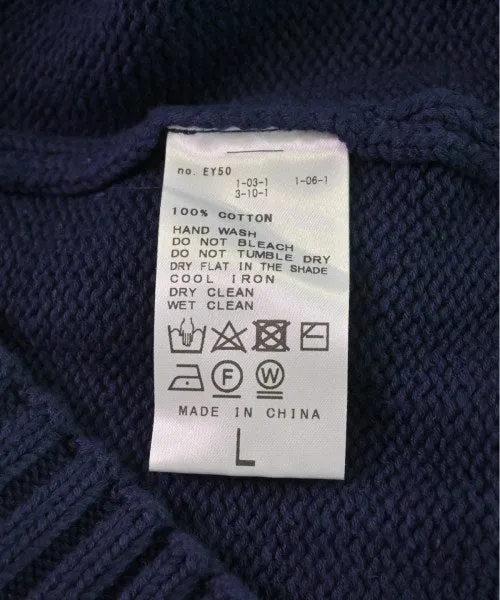 no. EY50
1-03-1 1-06-1
3-10-1
100% COTTON
HAND WASH
DO NOT BLEACH
DO NOT TUMBLE DRY
DRY FLAT IN THE SHADE
COOL IRON
DRY CLEAN
WET CLEAN
F W
MADE IN CHINA
L